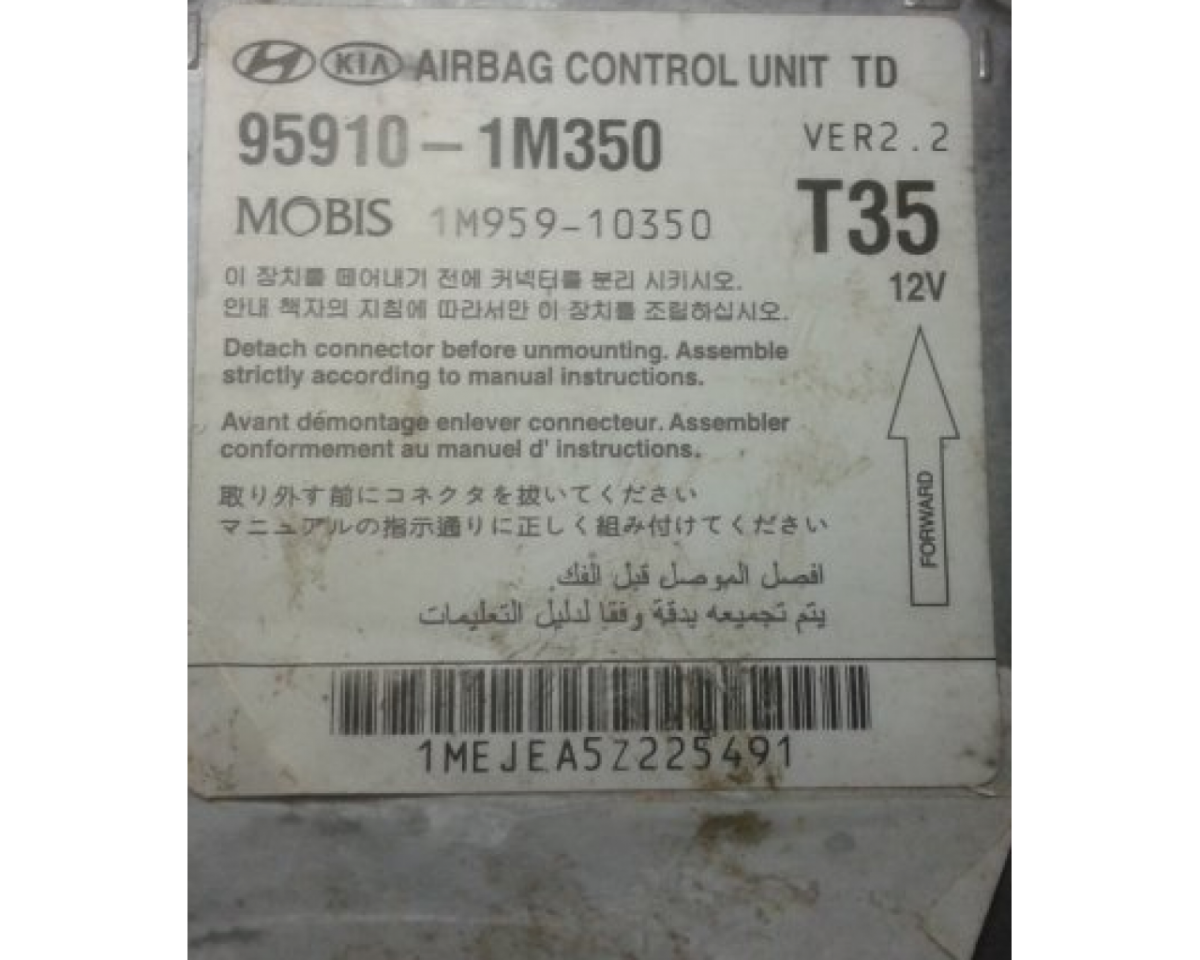 HYUNDAI KIA AIRBAG CONTROL UNIT TD
95910-1M350
VER2.2
MOBIS 1M959-10350
T35
12V
이 장치를 떼어내기 전에 커넥터를 분리 시키시오.
안내 책자의 지침에 따라서만 이 장치를 조립하십시오.
Detach connector before unmounting. Assemble
strictly according to manual instructions.
Avant démontage enlever connecteur. Assembler
conformement au manuel d' instructions.
FORWARD
取り外す前にコネクタを抜いてください
マニュアルの指示通りに正しく組み付けてください
افصل الموصل قبل الفك.
يتم تجميعه بدقة وفقا لدليل التعليمات
1MEJEA5Z225491